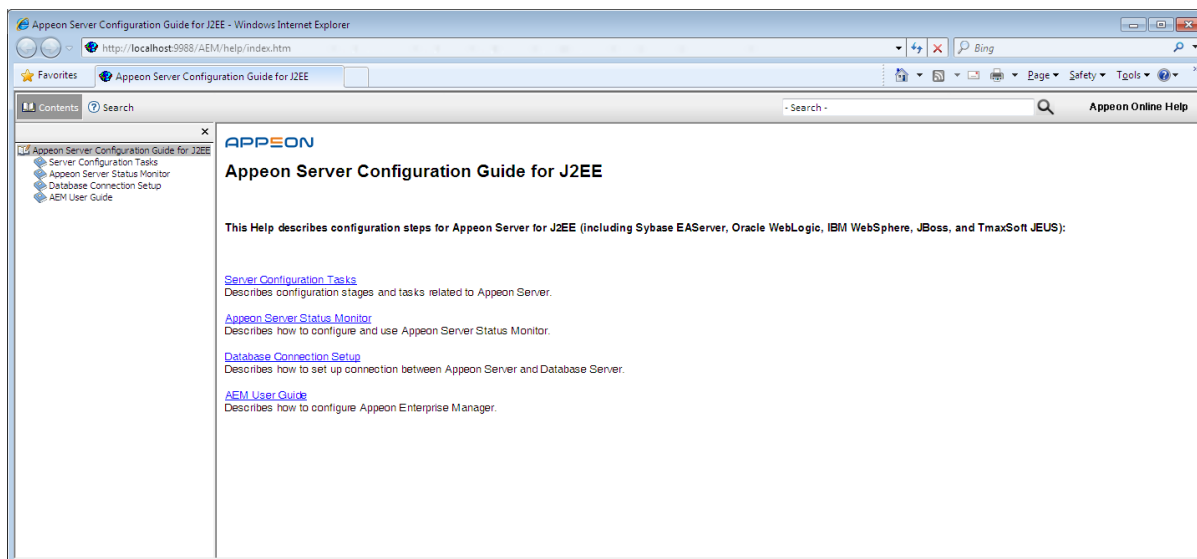 Appeon Server Configuration Guide for J2EE - Windows Internet Explorer
http://localhost:9988/AEM/help/index.htm
Bing
Favorites
Appeon Server Configuration Guide for J2EE
Page
Safety
Tools
»
Contents
Search
- Search -
Appeon Online Help
Appeon Server Configuration Guide for J2EE
Server Configuration Tasks
Appeon Server Status Monitor
Database Connection Setup
AEM User Guide
APPEON
Appeon Server Configuration Guide for J2EE
This Help describes configuration steps for Appeon Server for J2EE (including Sybase EAServer, Oracle WebLogic, IBM WebSphere, JBoss, and TmaxSoft JEUS):
Server Configuration Tasks
Describes configuration stages and tasks related to Appeon Server.
Appeon Server Status Monitor
Describes how to configure and use Appeon Server Status Monitor.
Database Connection Setup
Describes how to set up connection between Appeon Server and Database Server.
AEM User Guide
Describes how to configure Appeon Enterprise Manager.